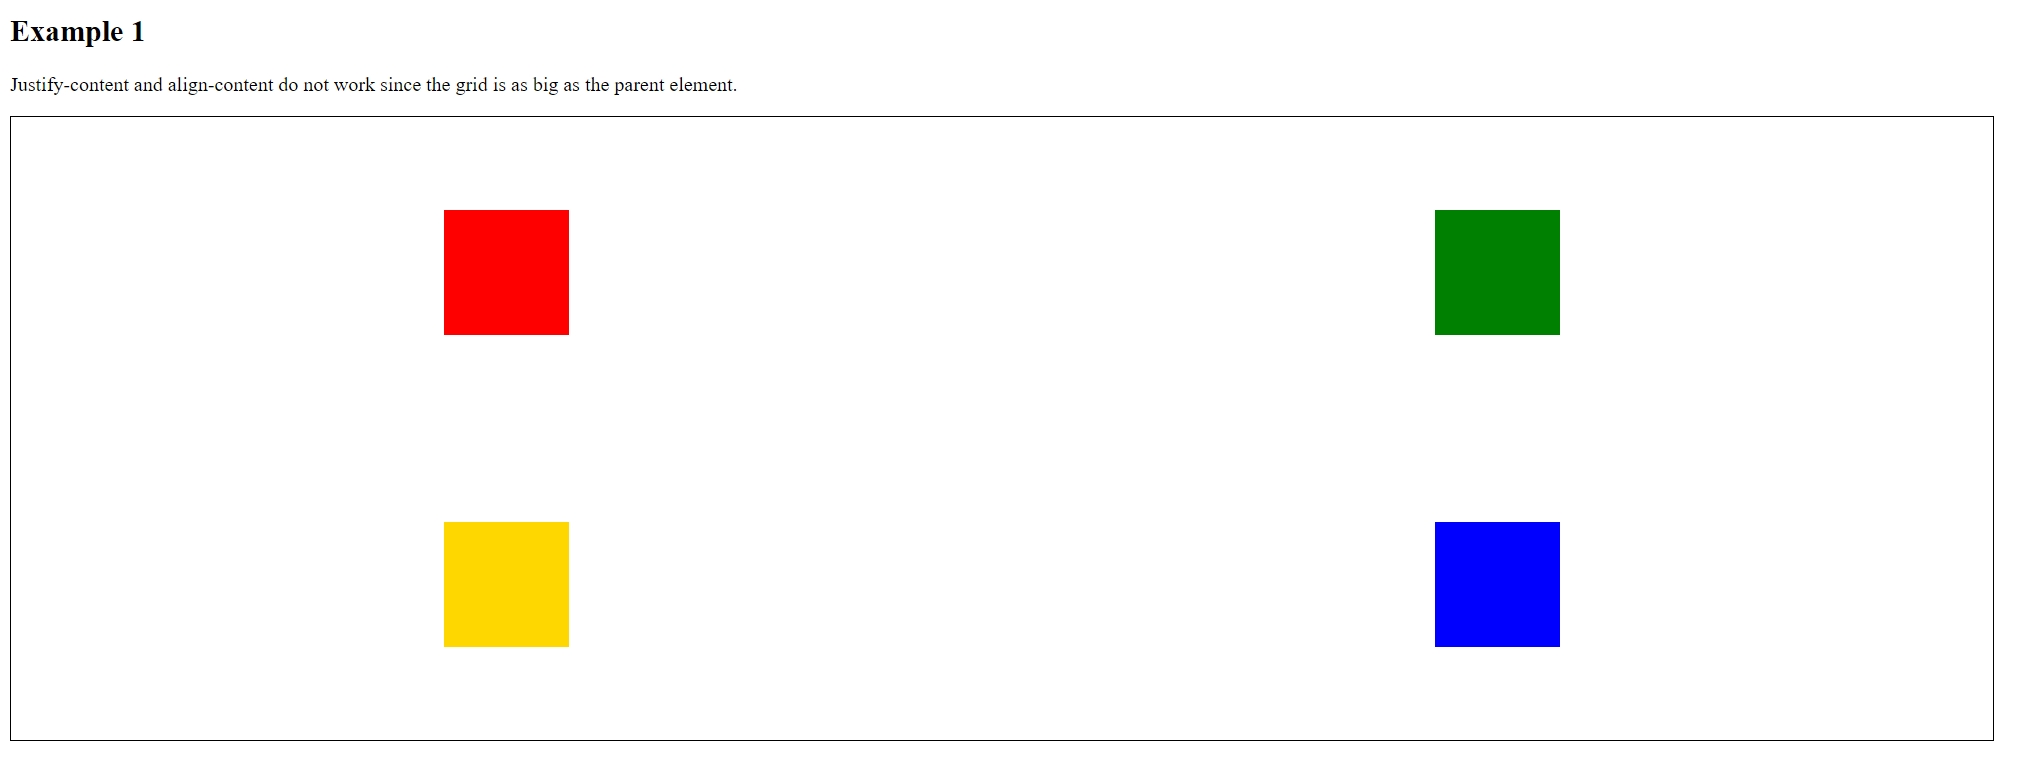 Example 1
Justify-content and align-content do not work since the grid is as big as the parent element.